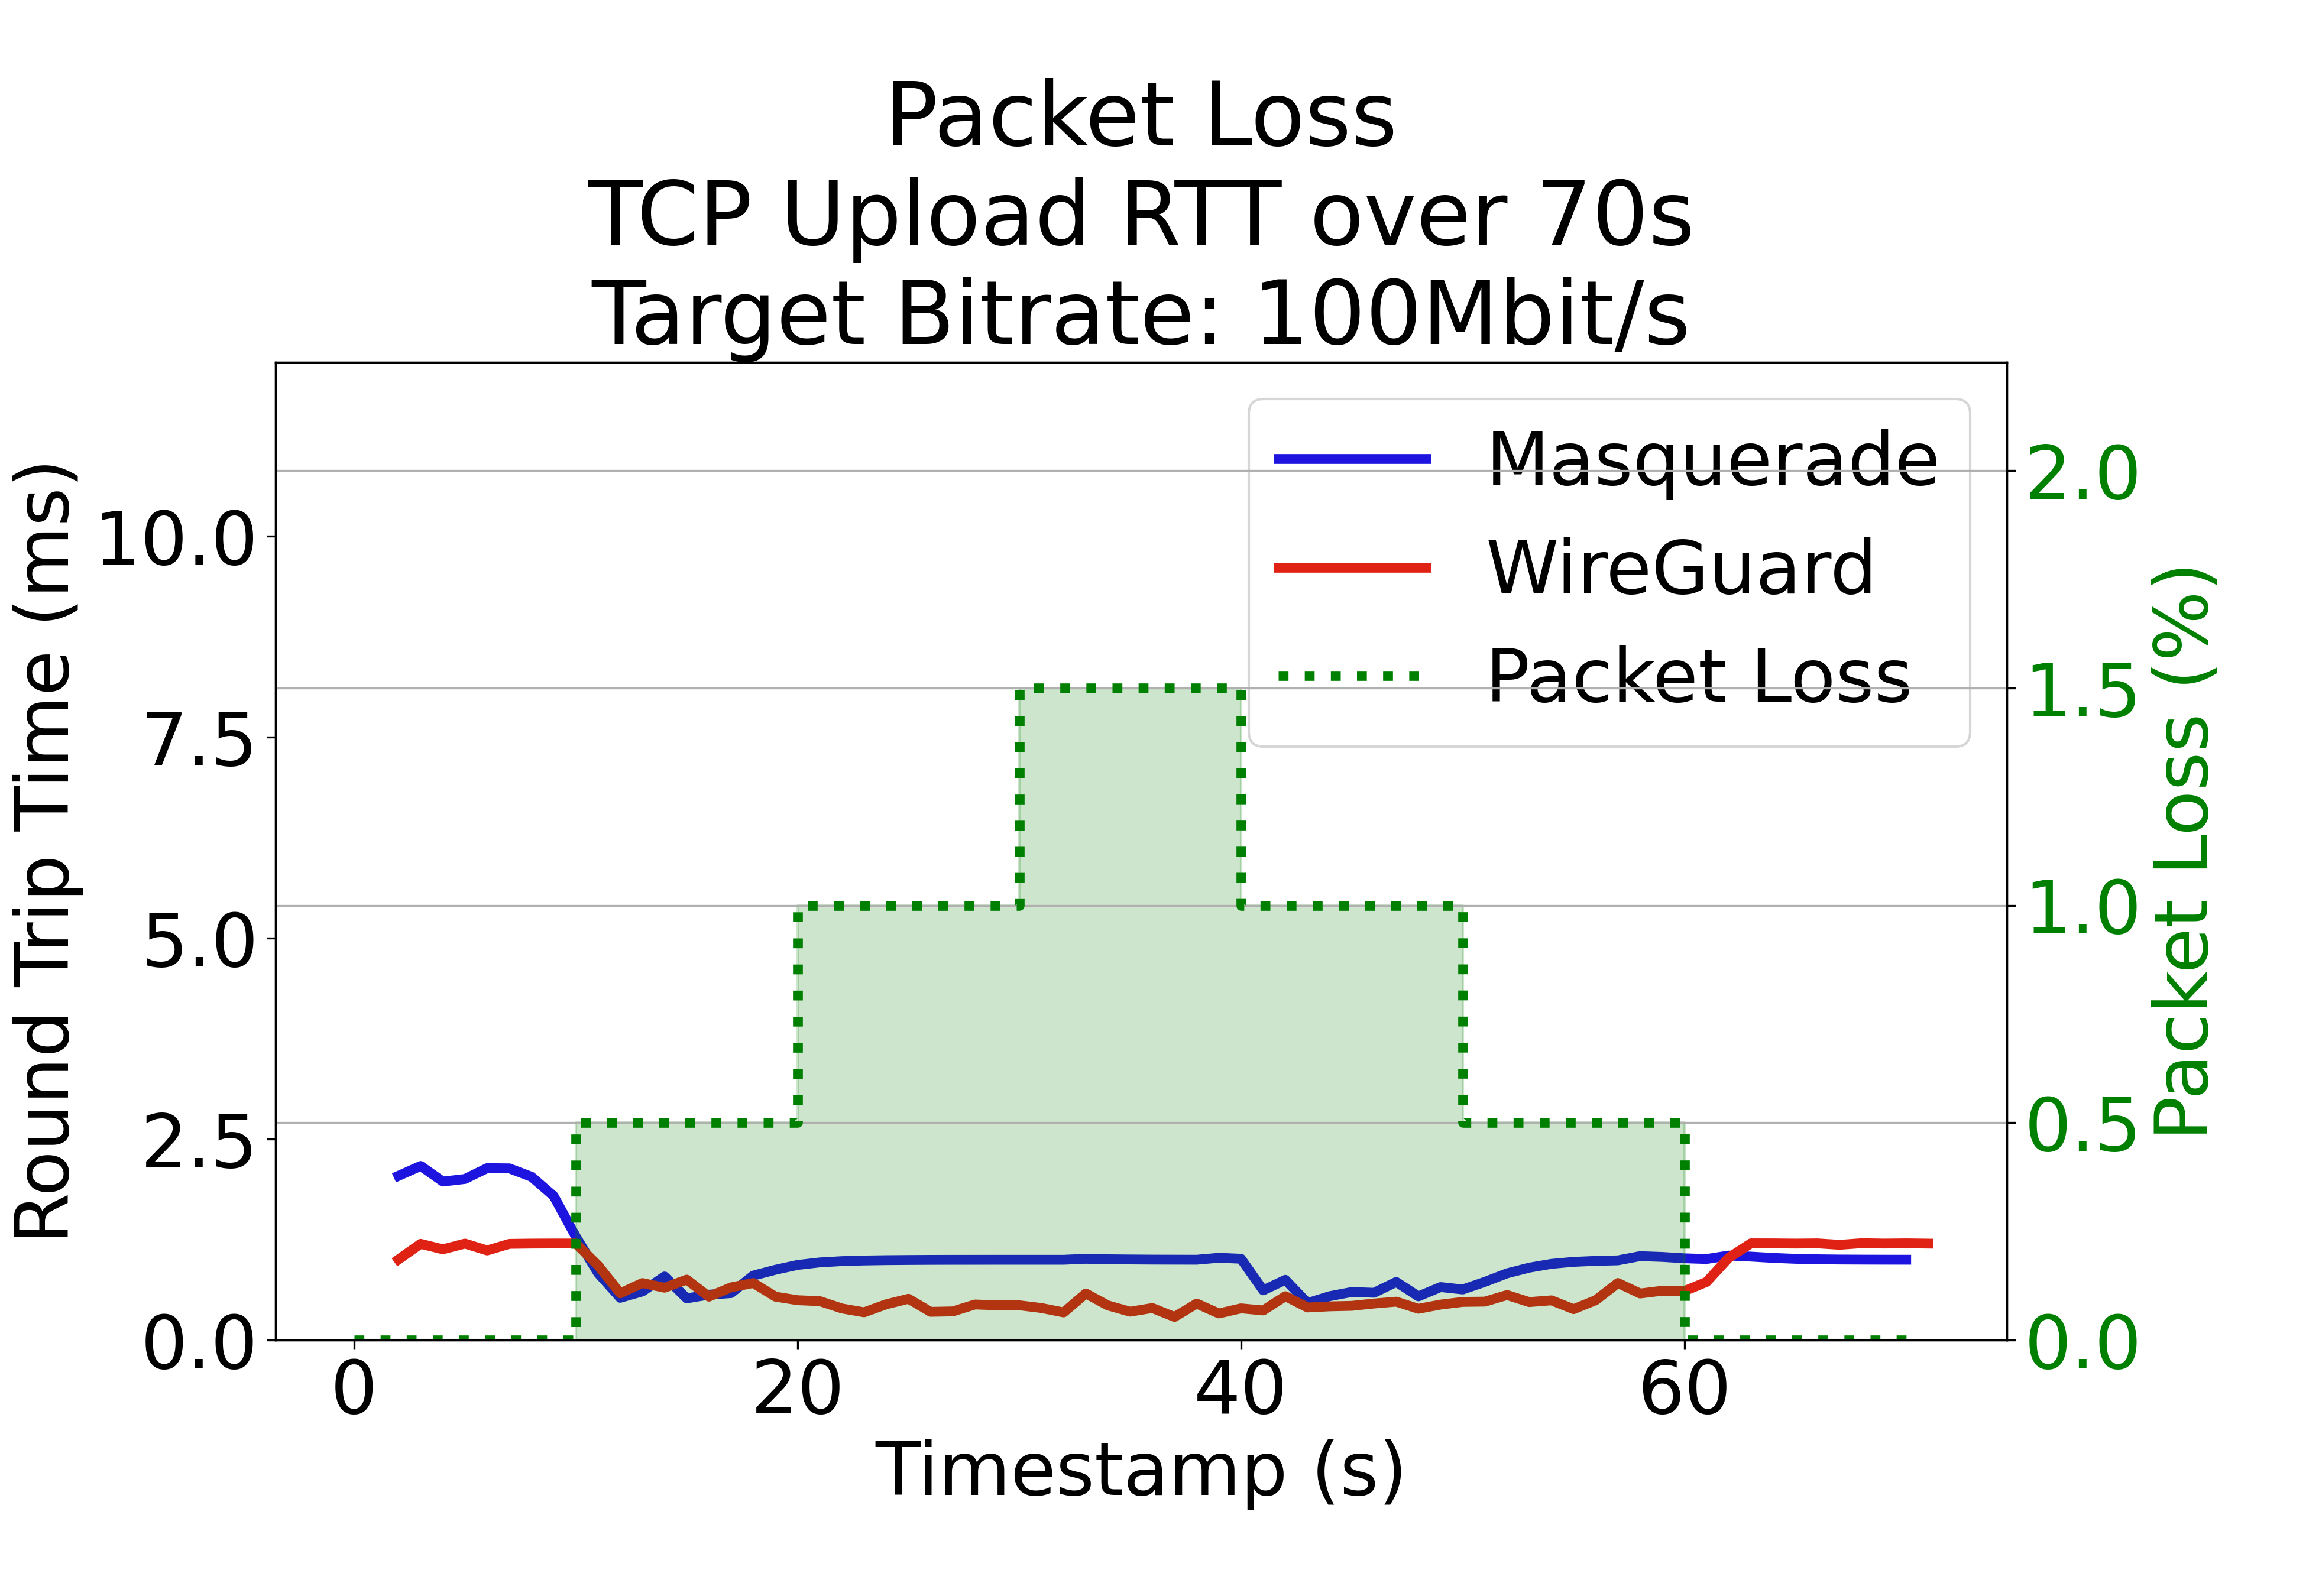 Packet Loss
TCP Upload RTT over 70s
Target Bitrate: 100Mbit/s
Masquerade
WireGuard
Packet Loss
Round Trip Time (ms)
10.0
7.5
5.0
2.5
0.0
2.0
1.5
1.0
0.5
0.0
Packet Loss (%)
0 20 40 60
Timestamp (s)